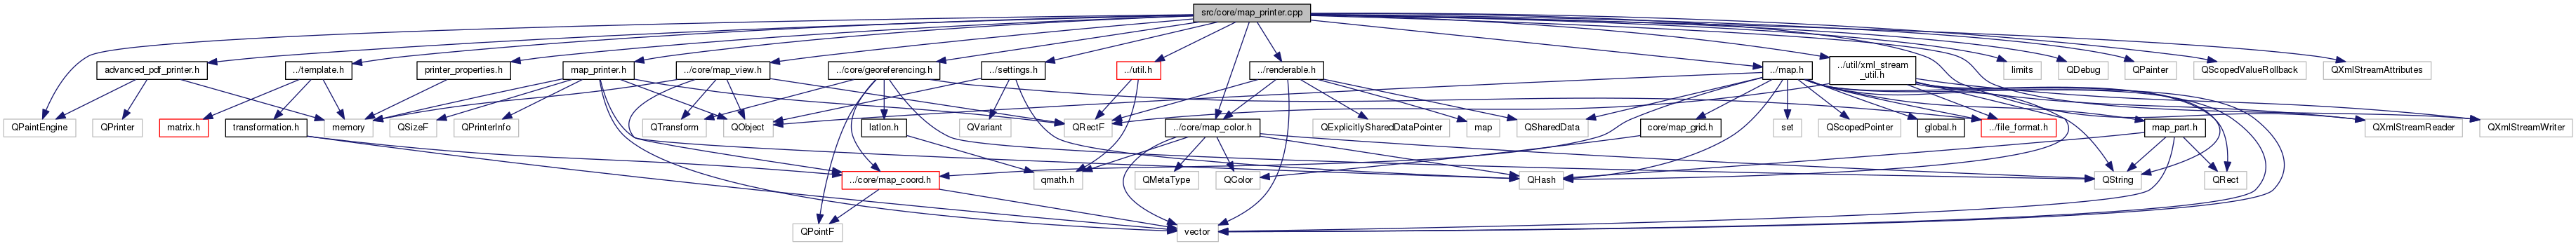 src/core/map_printer.cpp
advanced_pdf_printer.h
../template.h
printer_properties.h
map_printer.h
../core/map_view.h
../core/georeferencing.h
../settings.h
../util.h
../renderable.h
../map.h
../util/xml_stream
_util.h
limits
QDebug
QPainter
QScopedValueRollback
QXmlStreamAttributes
QPaintEngine
QPrinter
matrix.h
transformation.h
memory
QSizeF
QPrinterInfo
QTransform
QObject
latlon.h
QVariant
QRectF
../core/map_color.h
QExplicitlySharedDataPointer
map
QSharedData
core/map_grid.h
set
QScopedPointer
global.h
../file_format.h
map_part.h
QXmlStreamReader
QXmlStreamWriter
../core/map_coord.h
qmath.h
QMetaType
QColor
QHash
QString
QRect
QPointF
vector